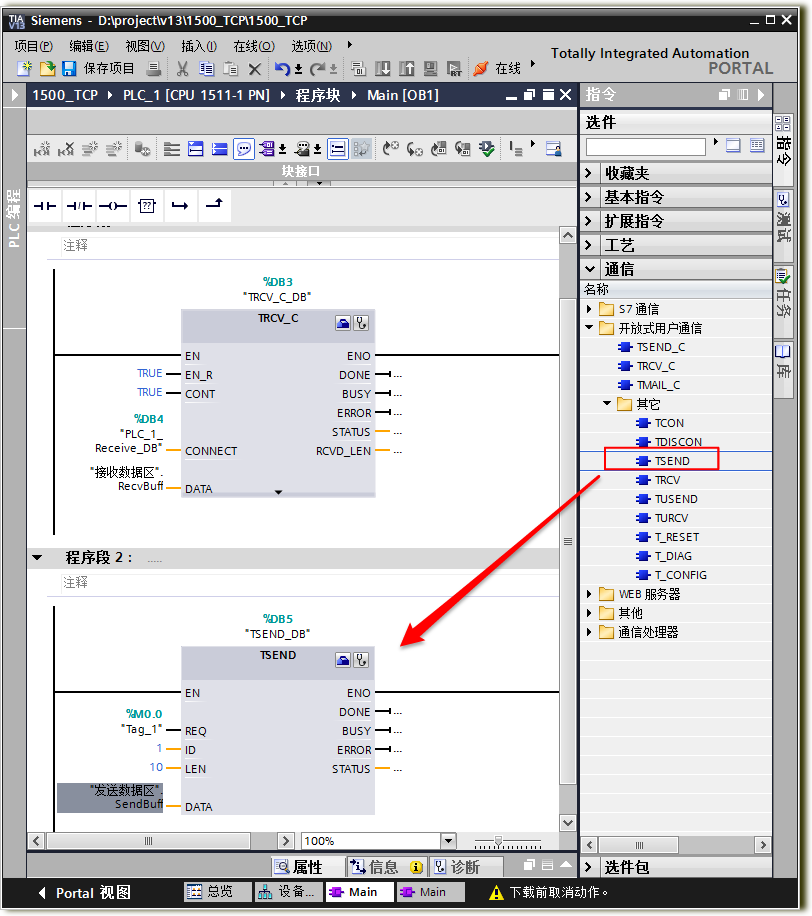 Siemens - D:\project\v13\1500_TCP\1500_TCP
TIA
V13
项目(P) 编辑(E) 视图(V) 插入(I) 在线(O) 选项(N)
Totally Integrated Automation
PORTAL
保存项目
在线
1500_TCP PLC_1 [CPU 1511-1 PN] 程序块 Main [OB1]
块接口
PLC 编程
??
注释
%DB3
"TRCV_C_DB"
TRCV_C
EN ENO
TRUE EN_R DONE ...
TRUE CONT BUSY ...
ERROR ...
%DB4
"PLC_1_
Receive_DB" CONNECT
STATUS ...
RCVD_LEN ...
"接收数据区".
RecvBuff DATA
程序段 2： .....
注释
%DB5
"TSEND_DB"
TSEND
EN ENO
DONE ...
%M0.0
"Tag_1" REQ BUSY ...
1 ID ERROR ...
10 LEN STATUS ...
"发送数据区".
SendBuff DATA
100%
属性 信息 诊断
指令
选件
收藏夹
基本指令
扩展指令
工艺
通信
名称
S7 通信
开放式用户通信
TSEND_C
TRCV_C
TMAIL_C
其它
TCON
TDISCON
TSEND
TRCV
TUSEND
TURCV
T_RESET
T_DIAG
T_CONFIG
WEB 服务器
其他
通信处理器
选件包
指令
测试
任务
库
Portal 视图 总览 设备... Main Main 下载前取消动作。